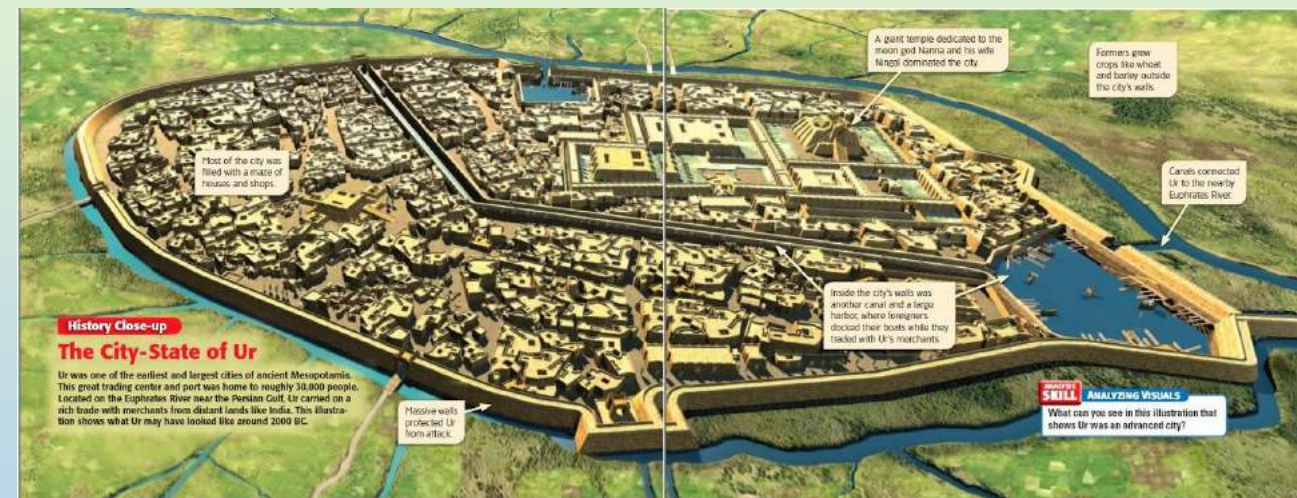 A giant temple dedicated to the
moon god Nanna and his wife
Ningal dominated the city.
Farmers grew
crops like wheat
and barley outside
the city's walls.
Most of the city was
filled with a maze of
houses and shops.
Canals connected
Ur to the nearby
Euphrates River.
Inside the city's walls was
another canal and a large
harbor, where foreigners
docked their boats while they
traded with Ur's merchants.
History Close-up
The City-State of Ur
Ur was one of the earliest and largest cities of ancient Mesopotamia.
This great trading center and port was home to roughly 30,000 people.
Located on the Euphrates River near the Persian Gulf, Ur carried on a
rich trade with merchants from distant lands like India. This illustra-
tion shows what Ur may have looked like around 2000 BC.
Massive walls
protected Ur
from attack.
ANALYSIS
SKILL ANALYZING VISUALS
What can you see in this illustration that
shows Ur was an advanced city?